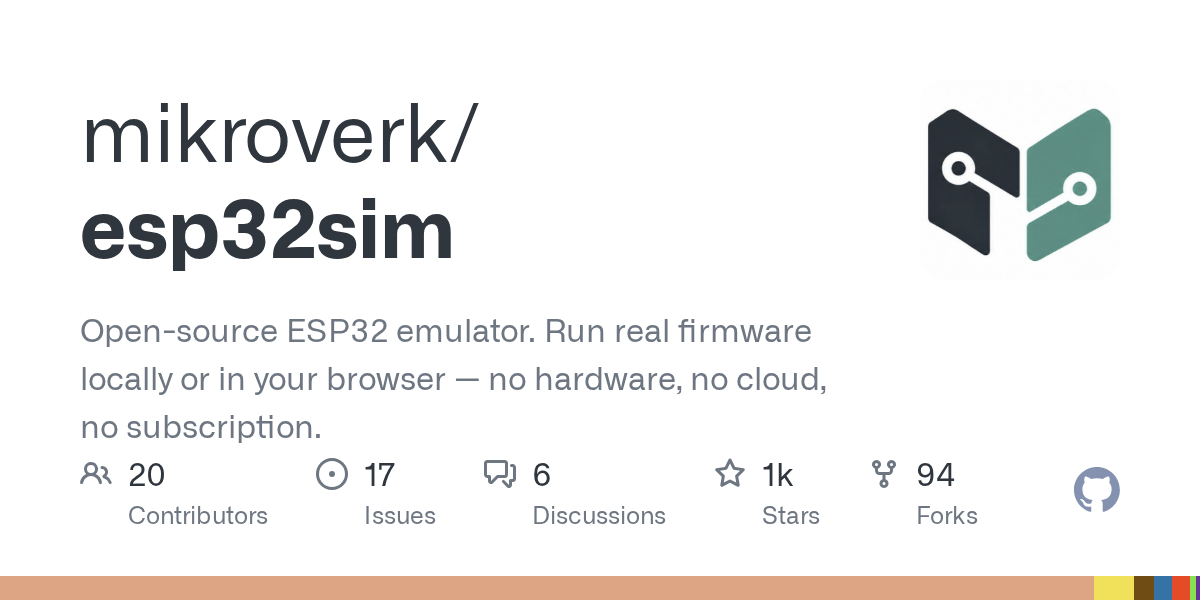 mikroverk/
esp32sim
Open-source ESP32 emulator. Run real firmware
locally or in your browser — no hardware, no cloud,
no subscription.
20 17 6 1k 94
Contributors Issues Discussions Stars Forks